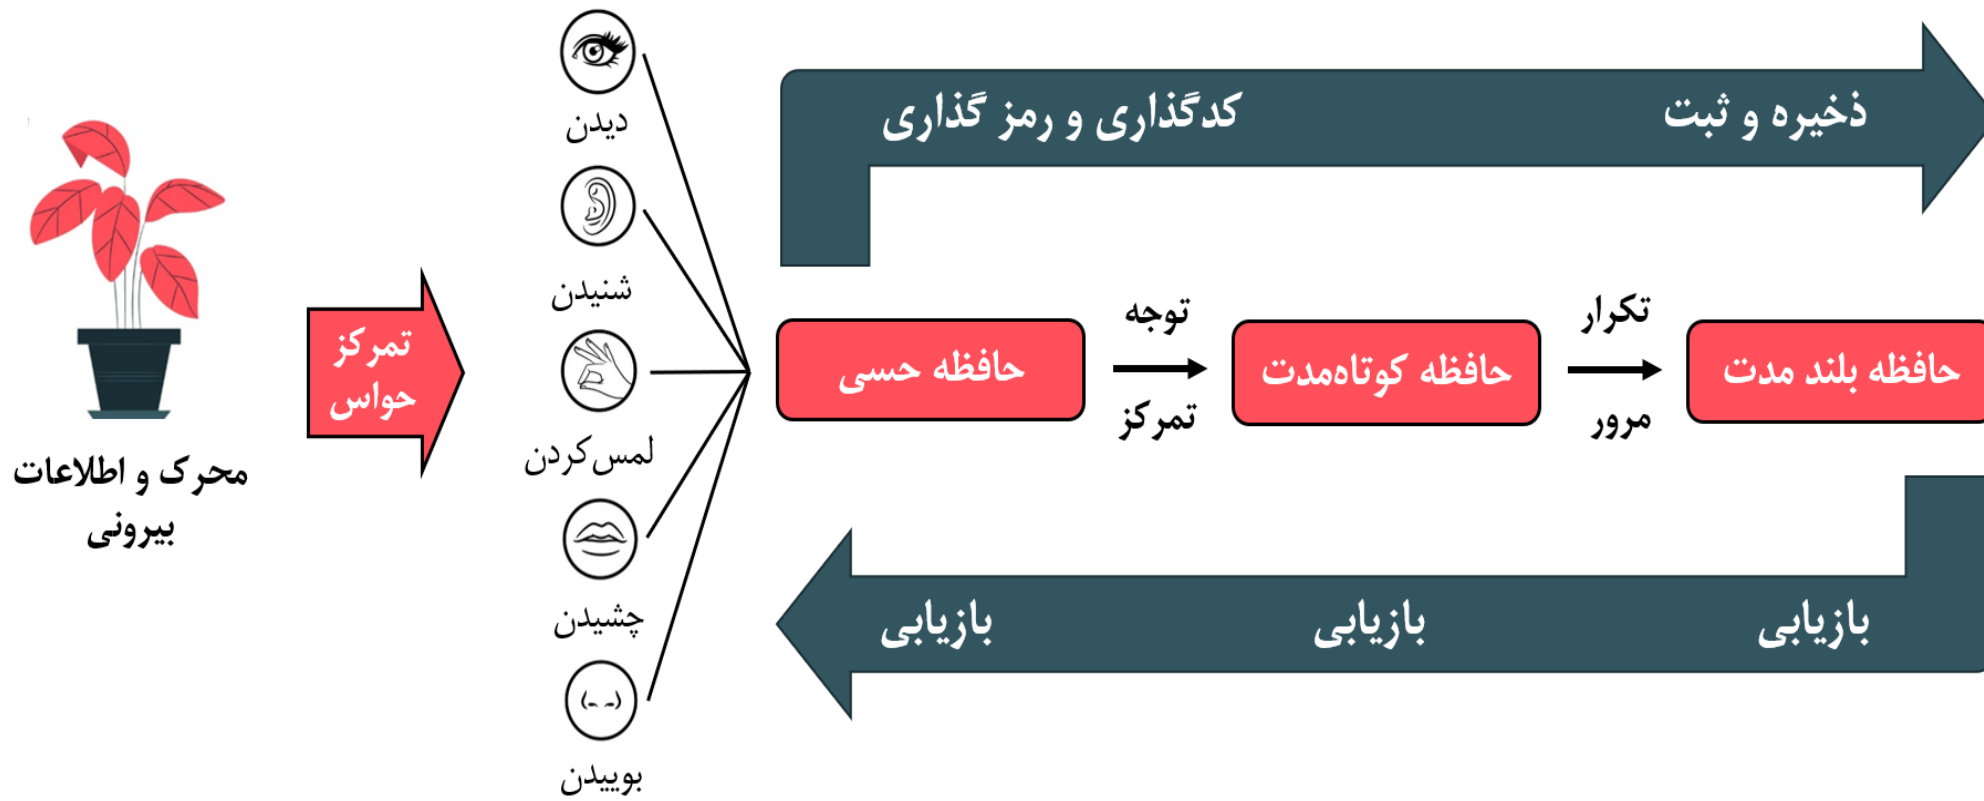 محرک و اطلاعات
بیرونی
تمرکز
حواس
دیدن
شنیدن
لمس‌کردن
چشیدن
بوییدن
کدگذاری و رمز گذاری
ذخیره و ثبت
حافظه حسی
توجه
تمرکز
حافظه کوتاه‌مدت
تکرار
مرور
حافظه بلند مدت
بازیابی
بازیابی
بازیابی